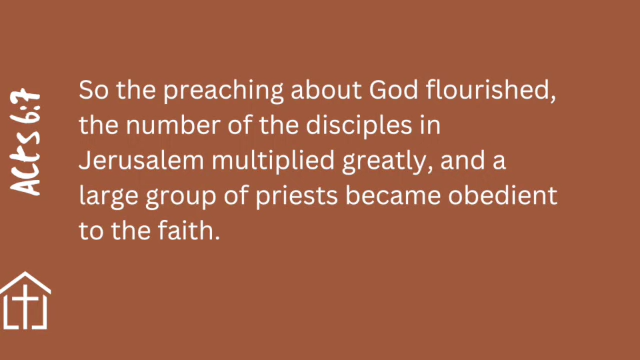 Acts 6:7
So the preaching about God flourished,
the number of the disciples in
Jerusalem multiplied greatly, and a
large group of priests became obedient
to the faith.